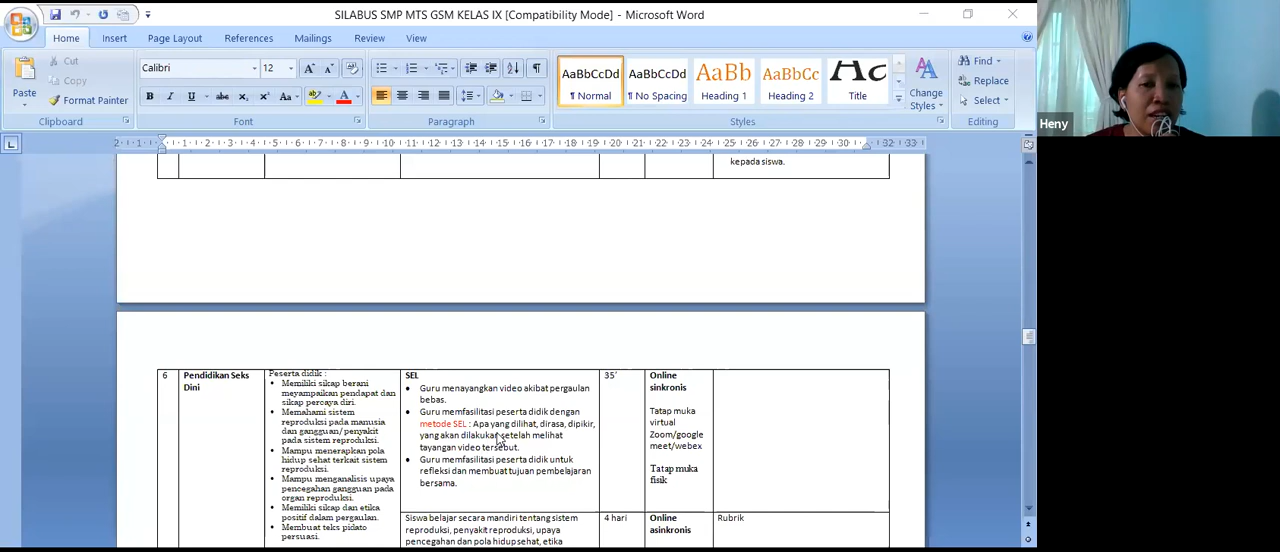 SILABUS SMP MTS GSM KELAS IX [Compatibility Mode] - Microsoft Word
Home Insert Page Layout References Mailings Review View
Paste
Cut
Copy
Format Painter
Clipboard
Calibri 12
Font
Paragraph
AaBbCcDd
¶ Normal
AaBbCcDd
¶ No Spacing
AaBb
Heading 1
AaBbCc
Heading 2
Title
Styles
Change
Styles
Find
Replace
Select
Editing
Heny
kepada siswa.
6
Pendidikan Seks
Dini
Peserta didik :
• Memiliki sikap berani
meyampaikan pendapat dan
sikap percaya diri.
• Memahami sistem
reproduksi pada manusia
dan gangguan/ penyakit
pada sistem reproduksi.
• Mampu menerapkan pola
hidup sehat terkait sistem
reproduksi.
• Mampu menganalisis upaya
pencegahan gangguan pada
organ reproduksi.
• Memiliki sikap dan etika
positif dalam pergaulan.
• Membuat teks pidato
persuasi.
SEL
• Guru menayangkan video akibat pergaulan
bebas.
• Guru memfasilitasi peserta didik dengan
metode SEL : Apa yang dilihat, dirasa, dipikir,
yang akan dilakukan setelah melihat
tayangan video tersebut.
• Guru memfasilitasi peserta didik untuk
refleksi dan membuat tujuan pembelajaran
bersama.
35’
Online
sinkronis
Tatap muka
virtual
Zoom/google
meet/webex
Tatap muka
fisik
Siswa belajar secara mandiri tentang sistem
reproduksi, penyakit reproduksi, upaya
pencegahan dan pola hidup sehat, etika
4 hari
Online
asinkronis
Rubrik